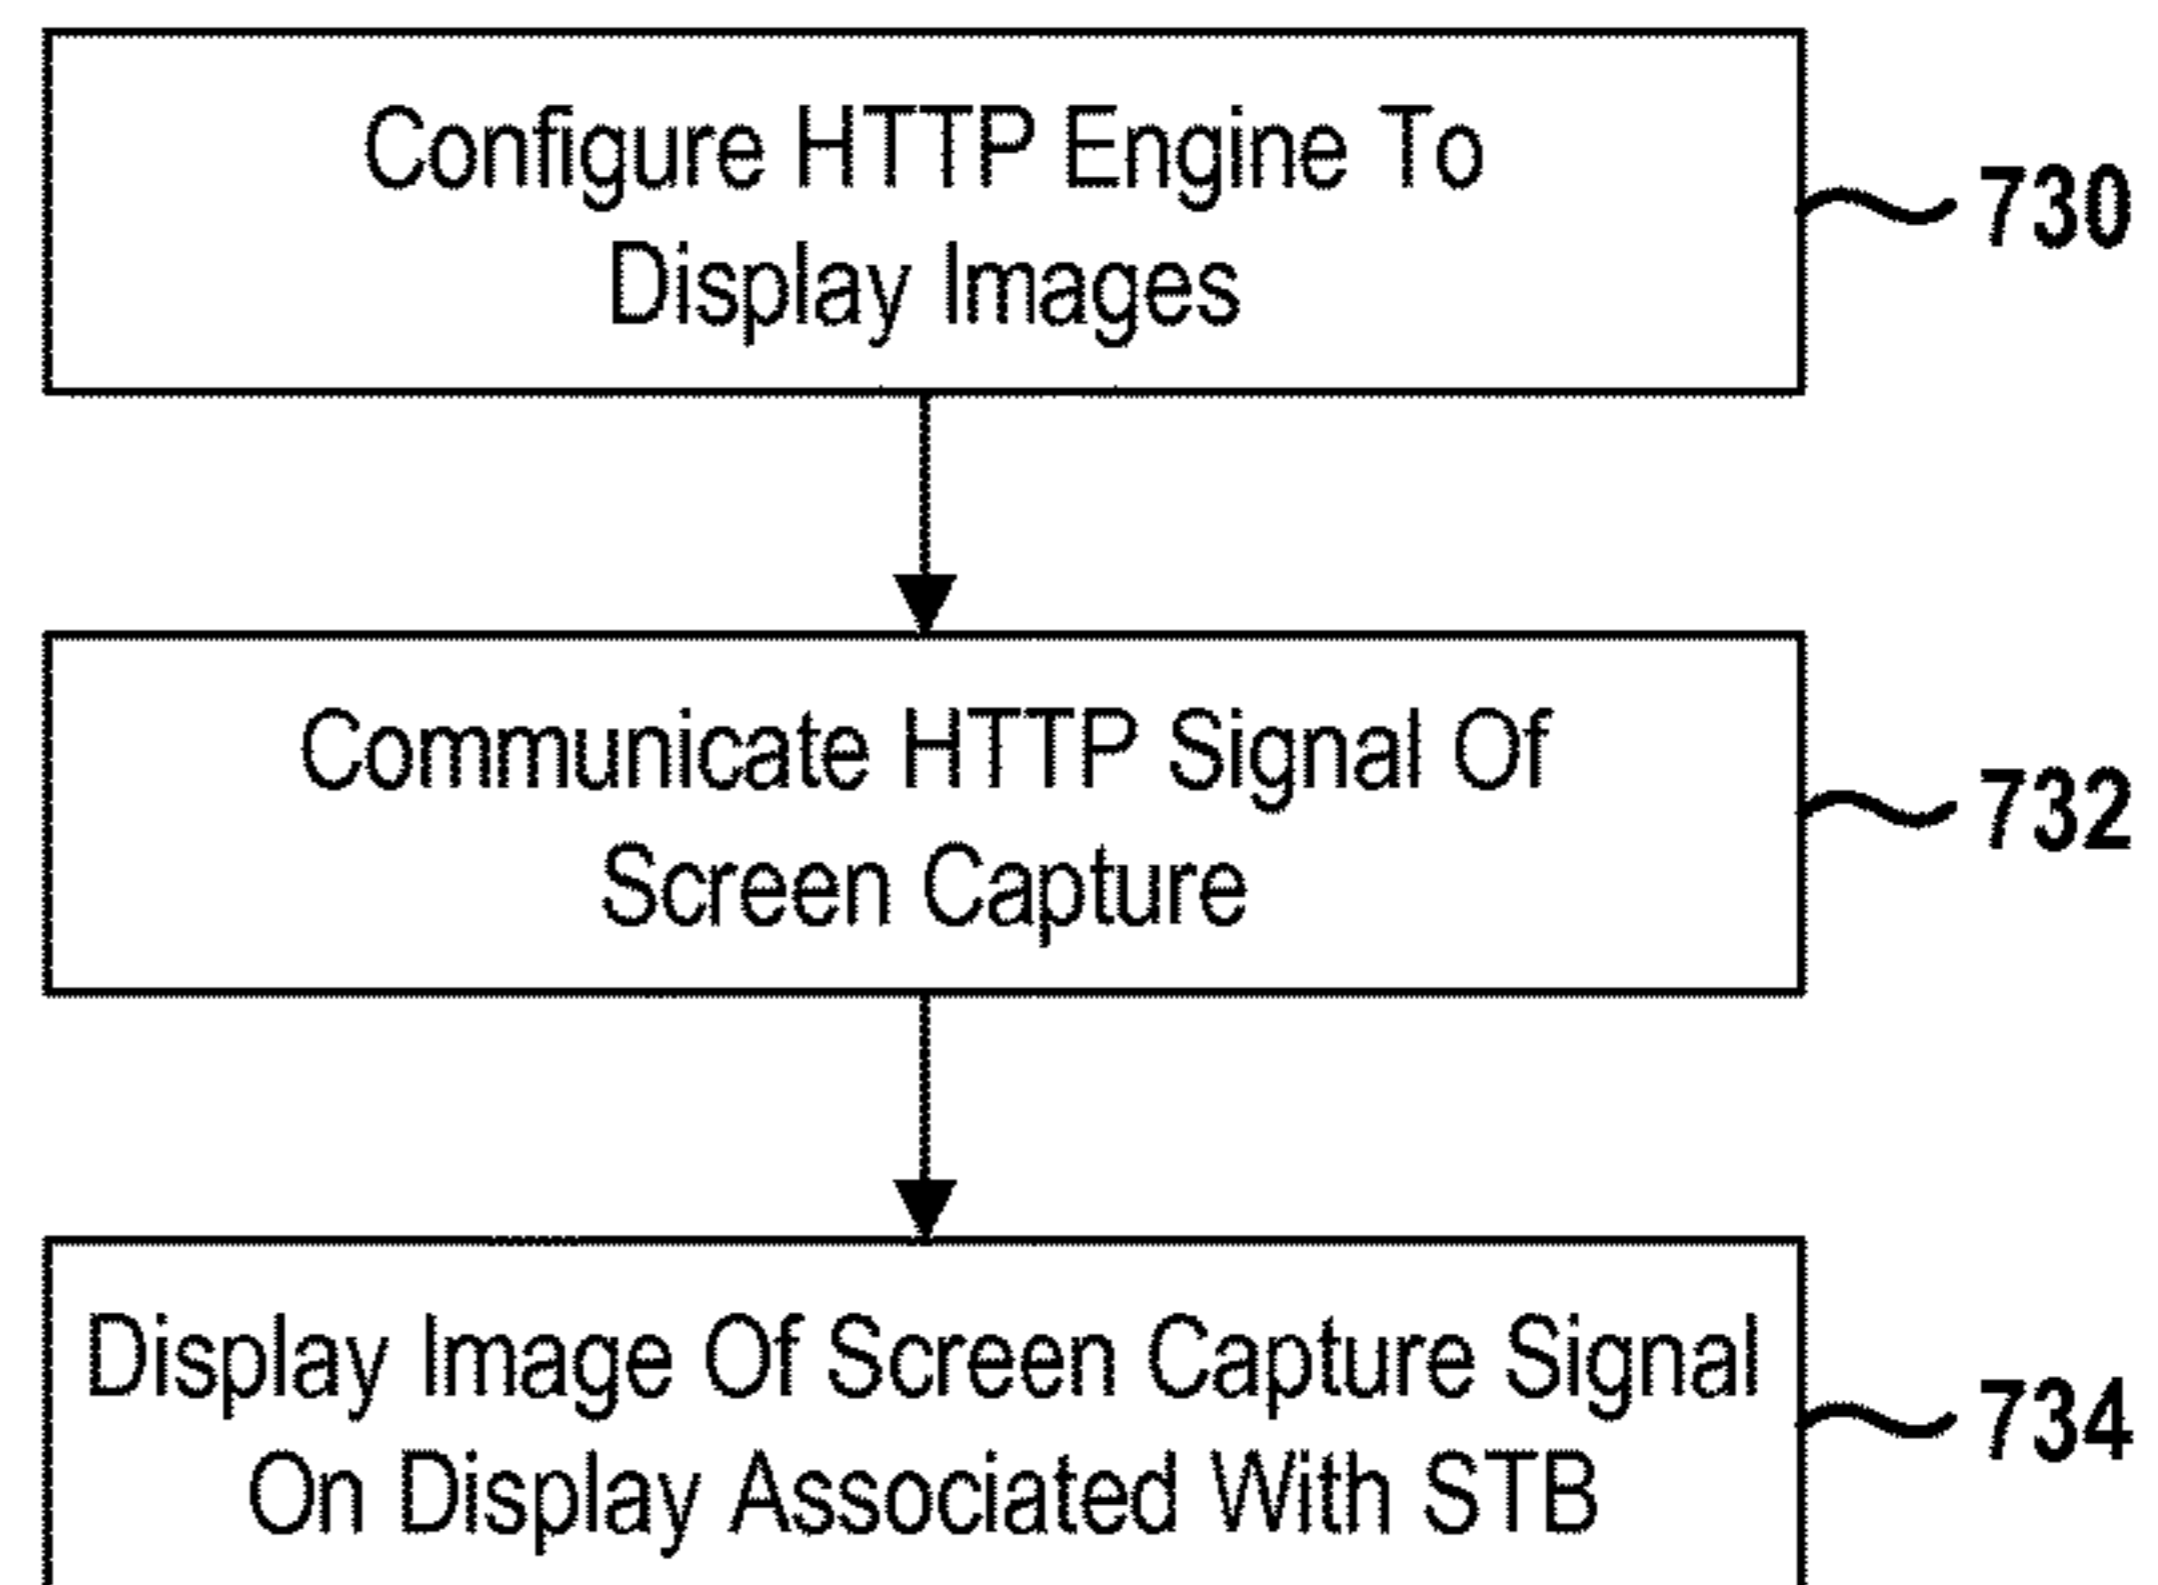 Configure HTTP Engine To
Display Images
730
Communicate HTTP Signal Of
Screen Capture
732
Display Image Of Screen Capture Signal
On Display Associated With STB
734